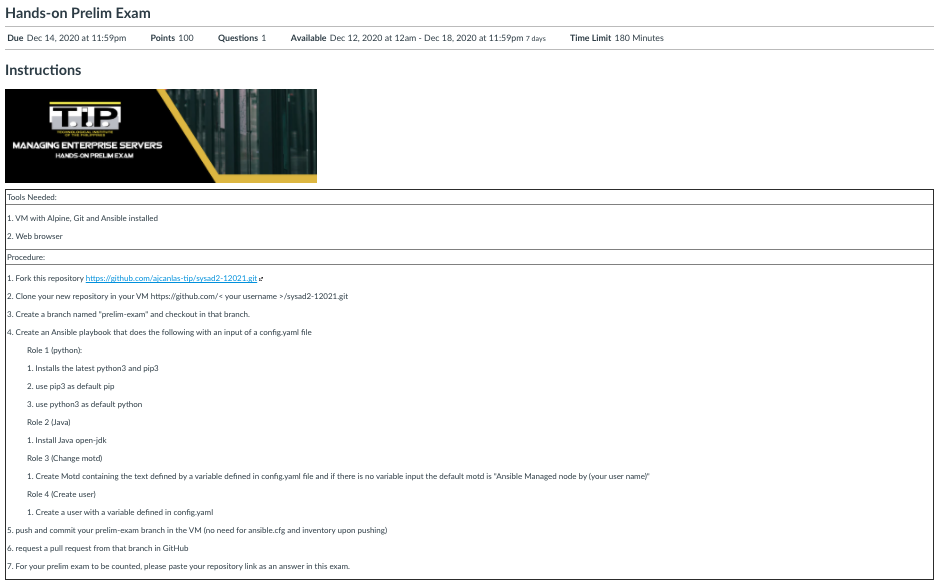 Hands-on Prelim Exam
Due Dec 14, 2020 at 11:59pm Points 100 Questions 1 Available Dec 12, 2020 at 12am - Dec 18, 2020 at 11:59pm 7 days Time Limit 180 Minutes
Instructions
T.I.P
TECHNOLOGICAL INSTITUTE
OF THE PHILIPPINES
MANAGING ENTERPRISE SERVERS
HANDS-ON PRELIM EXAM
Tools Needed:
1. VM with Alpine, Git and Ansible installed
2. Web browser
Procedure:
1. Fork this repository https://github.com/ajcanlas-tip/sysad2-12021.git
2. Clone your new repository in your VM https://github.com/< your username >/sysad2-12021.git
3. Create a branch named "prelim-exam" and checkout in that branch.
4. Create an Ansible playbook that does the following with an input of a config.yaml file
Role 1 (python):
1. Installs the latest python3 and pip3
2. use pip3 as default pip
3. use python3 as default python
Role 2 (Java)
1. Install Java open-jdk
Role 3 (Change motd)
1. Create Motd containing the text defined by a variable defined in config.yaml file and if there is no variable input the default motd is "Ansible Managed node by (your user name)"
Role 4 (Create user)
1. Create a user with a variable defined in config.yaml
5. push and commit your prelim-exam branch in the VM (no need for ansible.cfg and inventory upon pushing)
6. request a pull request from that branch in GitHub
7. For your prelim exam to be counted, please paste your repository link as an answer in this exam.